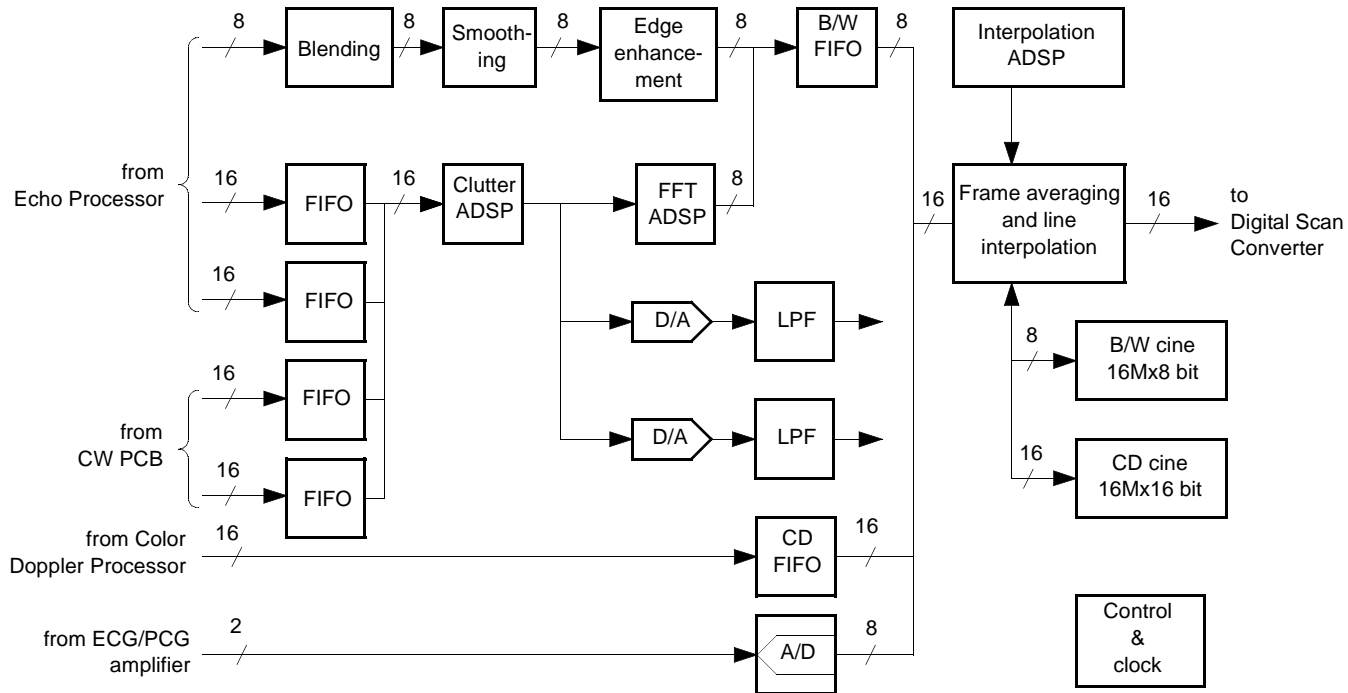 8
Blending
8
Smooth-
ing
8
Edge
enhance-
ment
8
B/W
FIFO
8
Interpolation
ADSP
from
Echo Processor
16
FIFO
16
Clutter
ADSP
FFT
ADSP
8
16
Frame averaging
and line
interpolation
16
to
Digital Scan
Converter
16
FIFO
D/A
LPF
8
B/W cine
16Mx8 bit
from
CW PCB
16
FIFO
D/A
LPF
16
FIFO
16
CD cine
16Mx16 bit
from Color
Doppler Processor
16
CD
FIFO
16
from ECG/PCG
amplifier
2
A/D
8
Control
&
clock